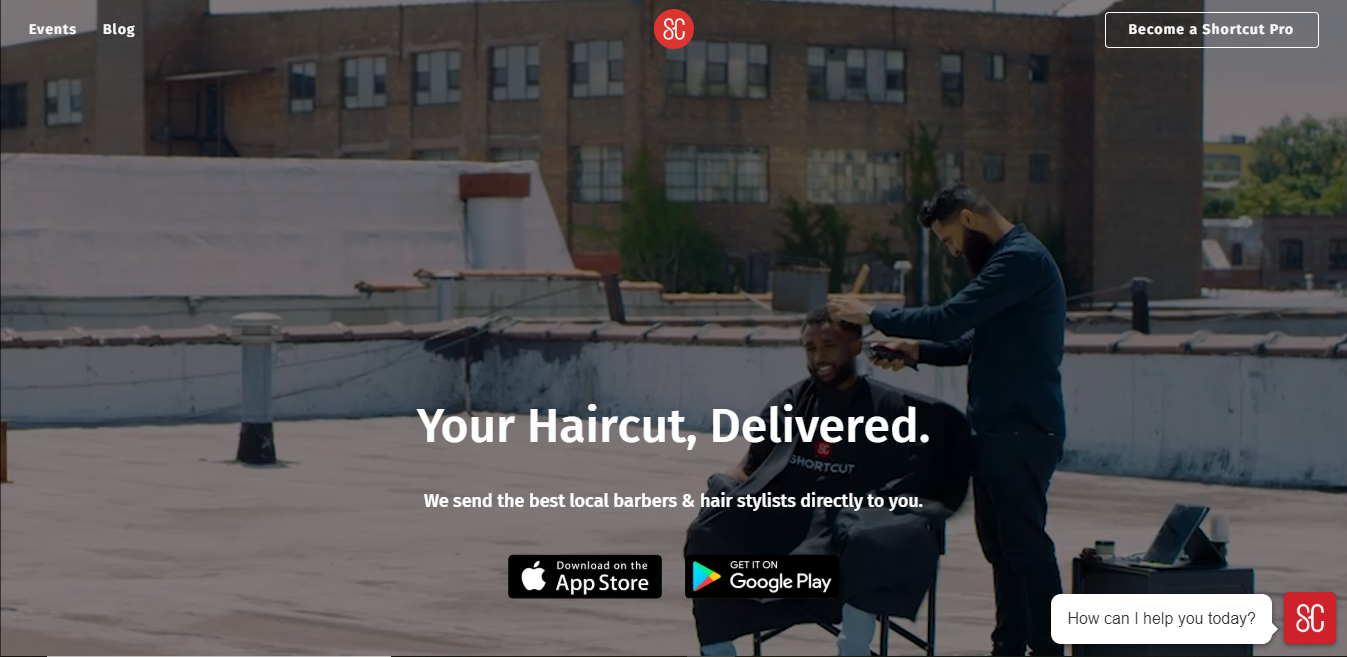 Events
Blog
SC
Become a Shortcut Pro
Your Haircut, Delivered.
SC
SHORTCUT
We send the best local barbers & hair stylists directly to you.
Download on the
App Store
GET IT ON
Google Play
How can I help you today?
SC